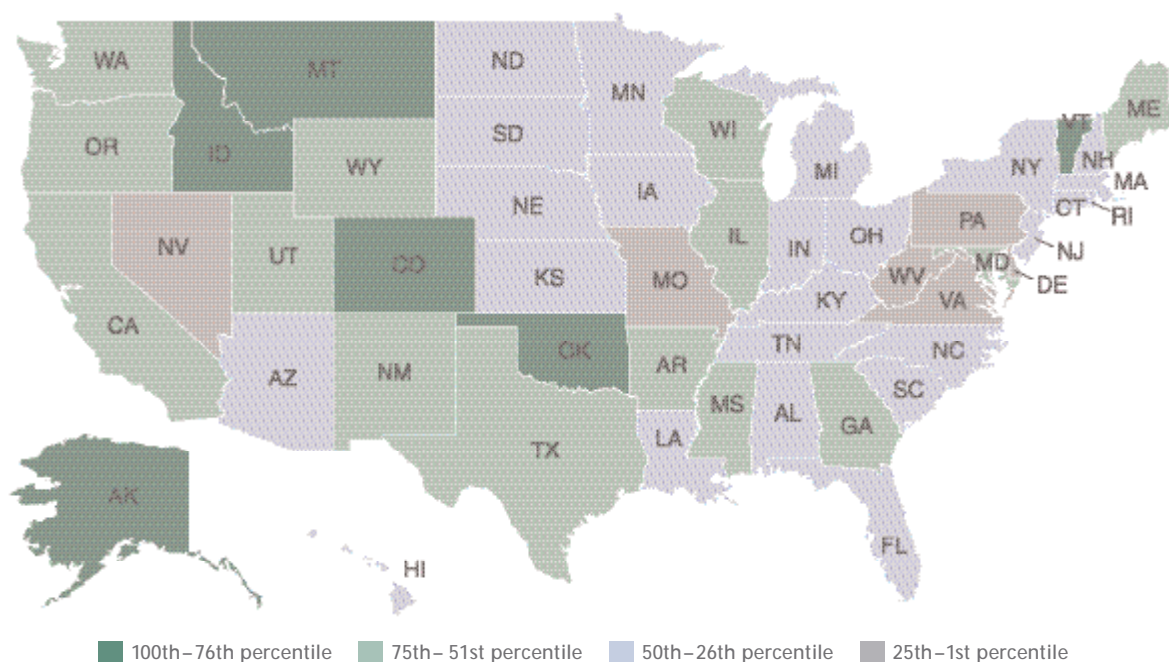 WA
MT
ND
MN
VT
ME
OR
ID
SD
WI
NH
WY
MI
NY
MA
NE
IA
CT
RI
NV
UT
CO
KS
IL
IN
OH
PA
NJ
MO
WV
MD
DE
CA
KY
VA
AZ
NM
OK
AR
TN
NC
MS
AL
GA
SC
TX
LA
AK
HI
FL
100th–76th percentile
75th–51st percentile
50th–26th percentile
25th–1st percentile